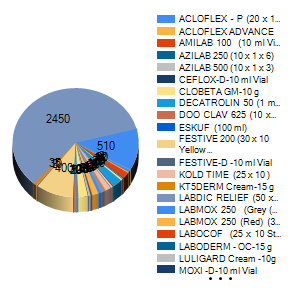 ACLOFLEX - P (20 x 1...
ACLOFLEX ADVANCE
AMILAB 100 (10 ml Vi...
AZILAB 250 (10 x 1 x 6)
AZILAB 500 (10 x 1 x 3)
CEFLOX-D-10 ml Vial
CLOBETA GM-10 g
DECATROLIN 50 (1 m...
DOO CLAV 625 (10 x...
ESKUF (100 ml)
FESTIVE 200 (30 x 10
Yellow...
FESTIVE-D -10 ml Vial
KOLD TIME (25 x 10 )
KT5DERM Cream-15 g
LABDIC RELIEF (50 x...
LABMOX 250 (Grey (...
LABMOX 250 (Red) (3...
LABOCOF (25 x 10 St...
LABODERM - OC-15 g
LULIGARD Cream -10g
MOXI -D-10 ml Vial
...
2450
510
400